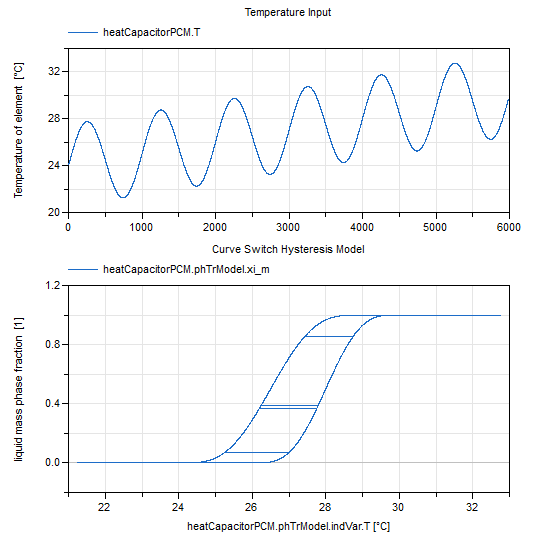 Temperature Input
heatCapacitorPCM.T
Temperature of element [°C]
32
28
24
20
0 1000 2000 3000 4000 5000 6000
Curve Switch Hysteresis Model
heatCapacitorPCM.phTrModel.xi_m
liquid mass phase fraction [1]
1.2
0.8
0.4
0.0
22 24 26 28 30 32
heatCapacitorPCM.phTrModel.indVar.T [°C]